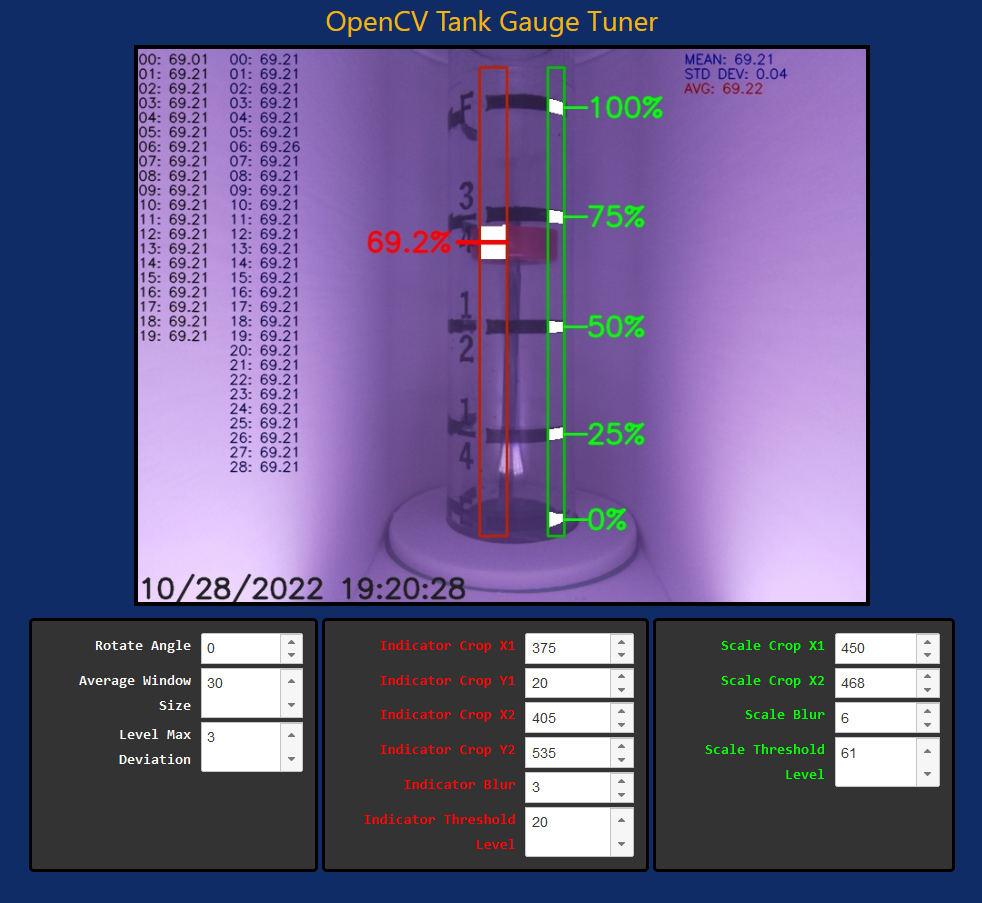 OpenCV Tank Gauge Tuner
00: 69.01 00: 69.21 MEAN: 69.21
01: 69.21 01: 69.21 STD DEV: 0.04
02: 69.21 02: 69.21 AVG: 69.22
03: 69.21 03: 69.21
04: 69.21 04: 69.21
05: 69.21 05: 69.21
06: 69.21 06: 69.26
07: 69.21 07: 69.21
08: 69.21 08: 69.21
09: 69.21 09: 69.21
10: 69.21 10: 69.21
11: 69.21 11: 69.21
12: 69.21 12: 69.21
13: 69.21 13: 69.21
14: 69.21 14: 69.21
15: 69.21 15: 69.21
16: 69.21 16: 69.21
17: 69.21 17: 69.21
18: 69.21 18: 69.21
19: 69.21 19: 69.21
20: 69.21
21: 69.21
22: 69.21
23: 69.21
24: 69.21
25: 69.21
26: 69.21
27: 69.21
28: 69.21
F 100%
3 75%
4
69.2%
1 50%
2
1 25%
4
0%
10/28/2022 19:20:28
Rotate Angle 0
Average Window 30
Size
Level Max 3
Deviation
Indicator Crop X1 375
Indicator Crop Y1 20
Indicator Crop X2 405
Indicator Crop Y2 535
Indicator Blur 3
Indicator Threshold 20
Level
Scale Crop X1 450
Scale Crop X2 468
Scale Blur 6
Scale Threshold 61
Level